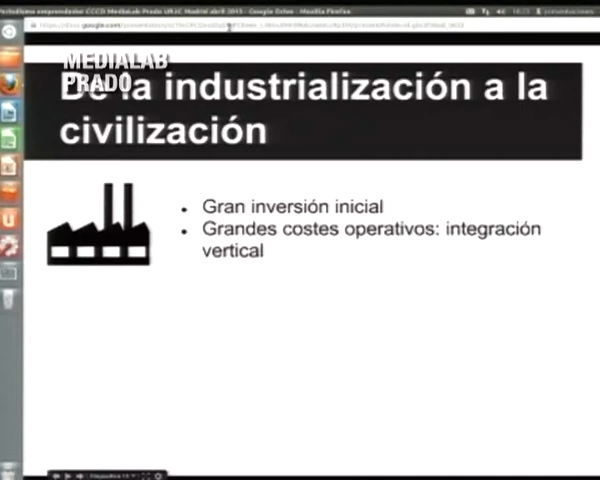 MEDIALAB
PRADO
De la industrialización a la
civilización
Gran inversión inicial
Grandes costes operativos: integración
vertical